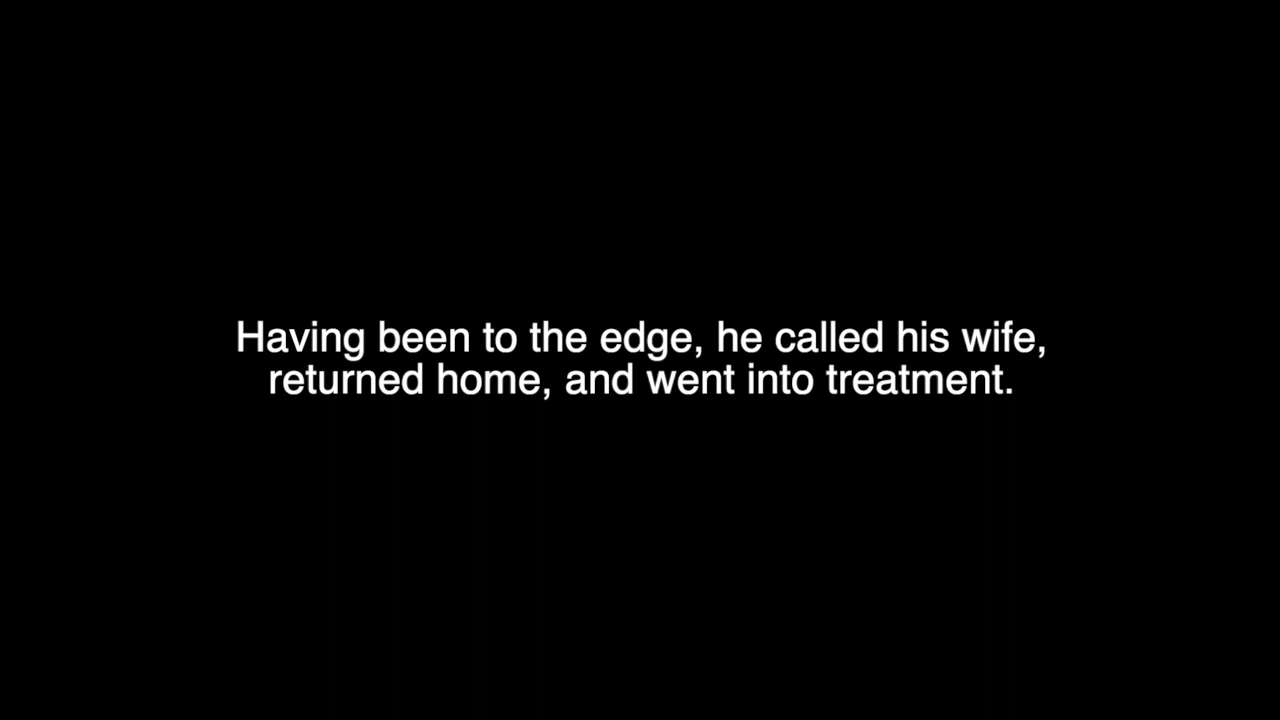 Having been to the edge, he called his wife,
returned home, and went into treatment.